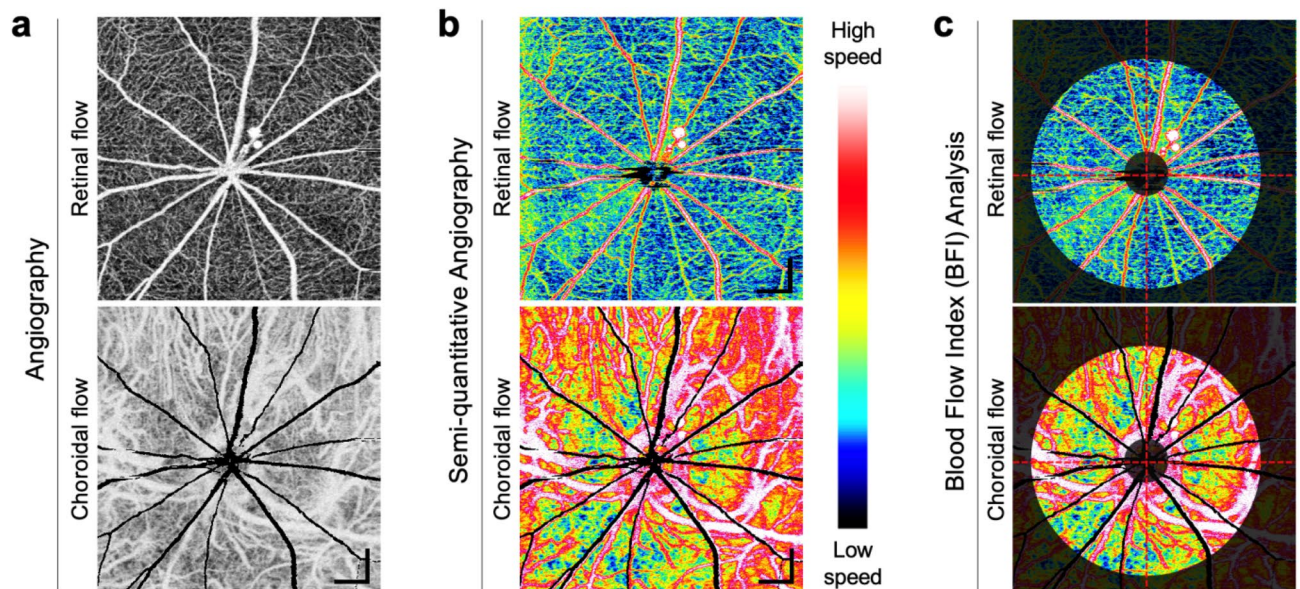 a
Angiography
Retinal flow
Choroidal flow
b
Semi-quantitative Angiography
Retinal flow
Choroidal flow
High
speed
Low
speed
c
Blood Flow Index (BFI) Analysis
Retinal flow
Choroidal flow